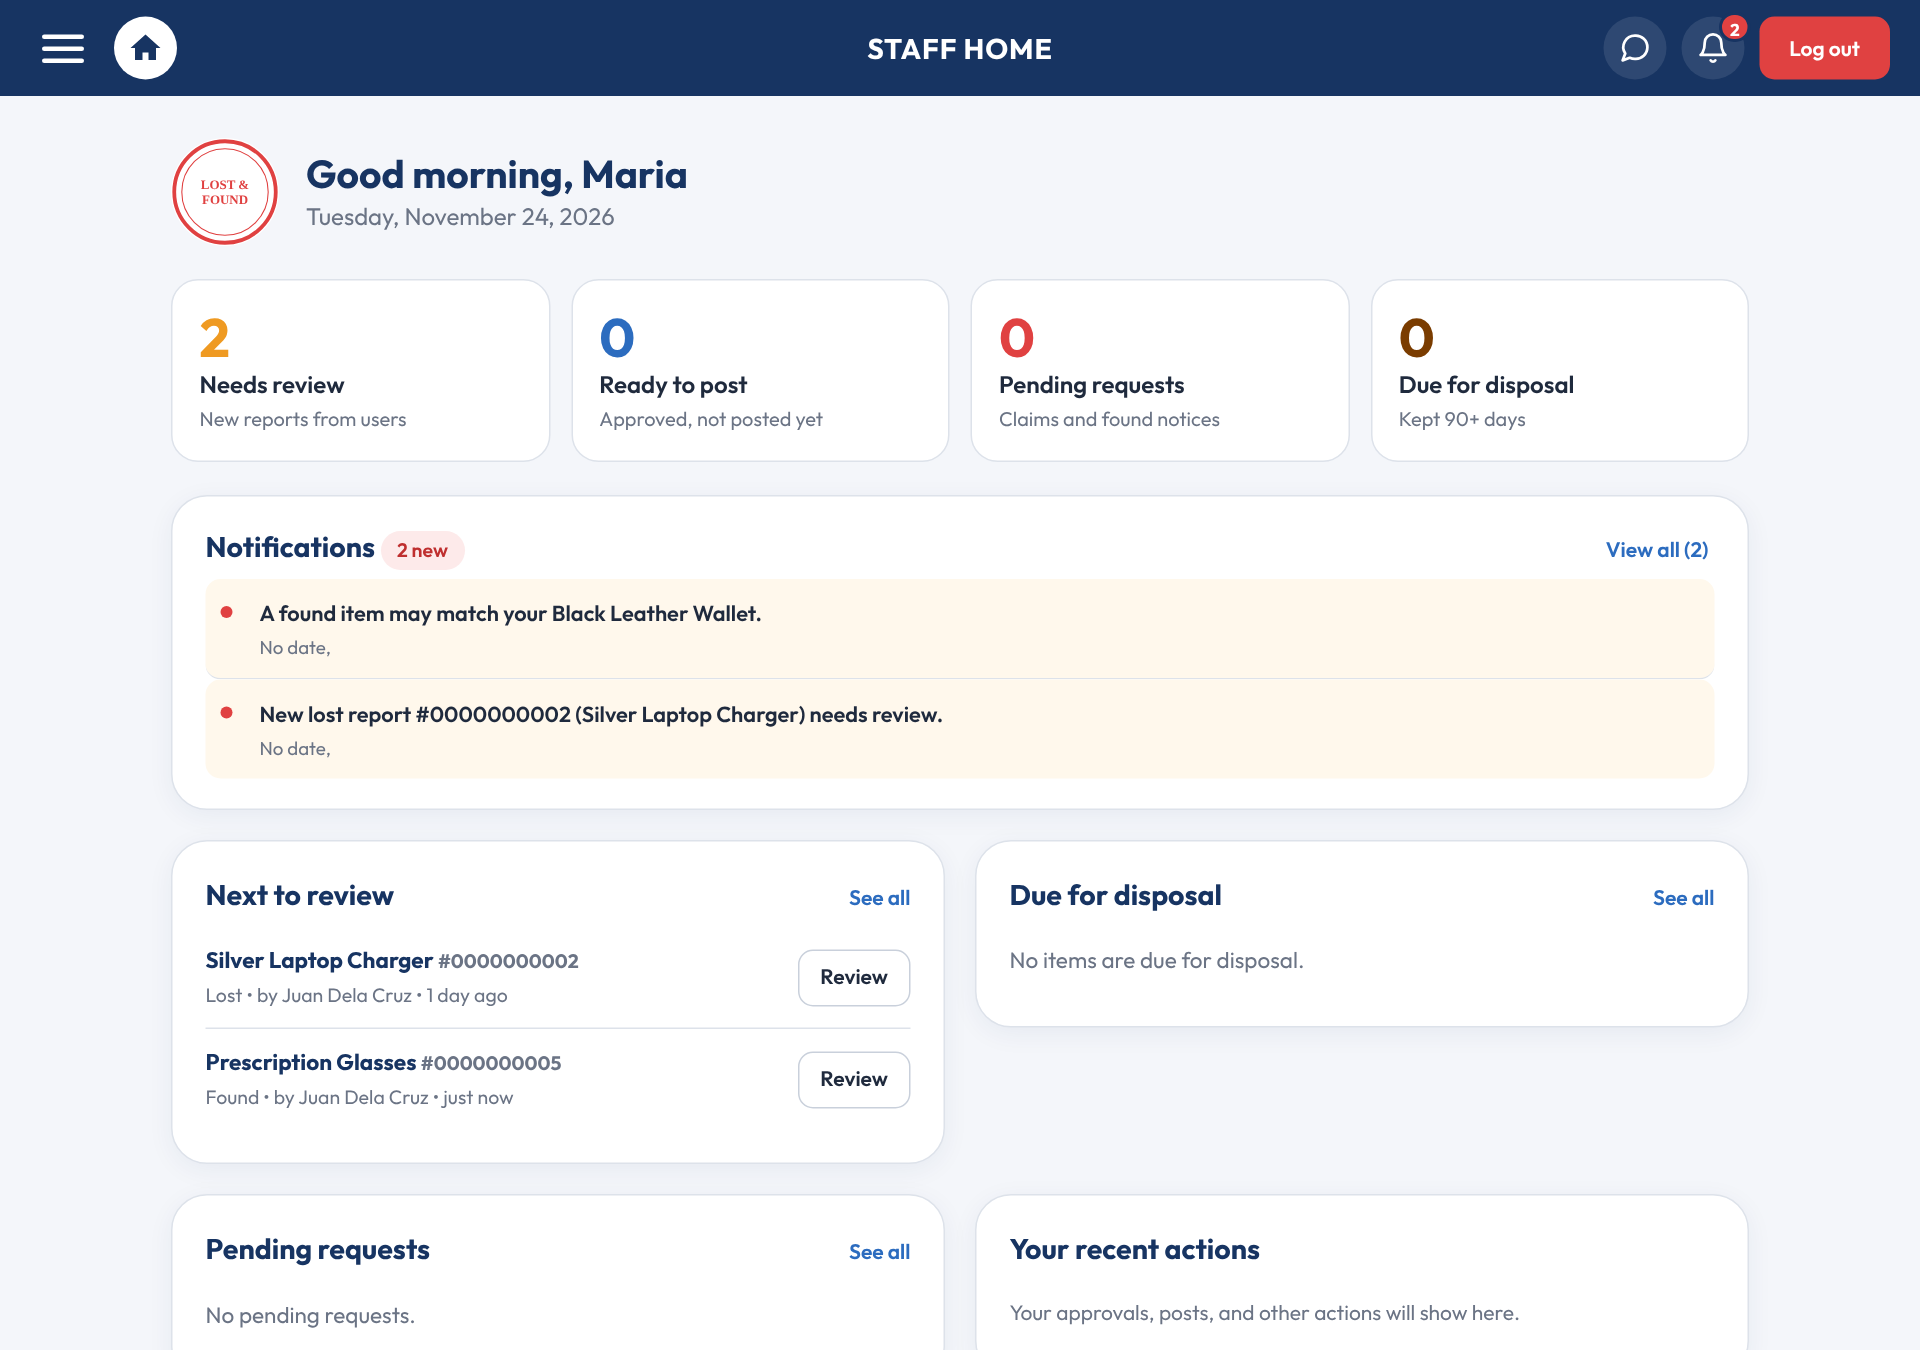 STAFF HOME
2
Log out
LOST &
FOUND
Good morning, Maria
Tuesday, November 24, 2026
2
Needs review
New reports from users
0
Ready to post
Approved, not posted yet
0
Pending requests
Claims and found notices
0
Due for disposal
Kept 90+ days
Notifications 2 new
View all (2)
A found item may match your Black Leather Wallet.
No date,
New lost report #0000000002 (Silver Laptop Charger) needs review.
No date,
Next to review
See all
Silver Laptop Charger #0000000002
Lost • by Juan Dela Cruz • 1 day ago
Review
Prescription Glasses #0000000005
Found • by Juan Dela Cruz • just now
Review
Due for disposal
See all
No items are due for disposal.
Pending requests
See all
No pending requests.
Your recent actions
Your approvals, posts, and other actions will show here.